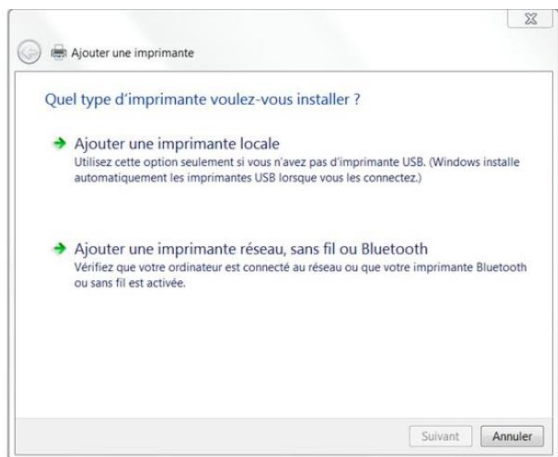 Ajouter une imprimante
Quel type d'imprimante voulez-vous installer ?
Ajouter une imprimante locale
Utilisez cette option seulement si vous n'avez pas d'imprimante USB. (Windows installe
automatiquement les imprimantes USB lorsque vous les connectez.)
Ajouter une imprimante réseau, sans fil ou Bluetooth
Vérifiez que votre ordinateur est connecté au réseau ou que votre imprimante Bluetooth
ou sans fil est activée.
Suivant Annuler